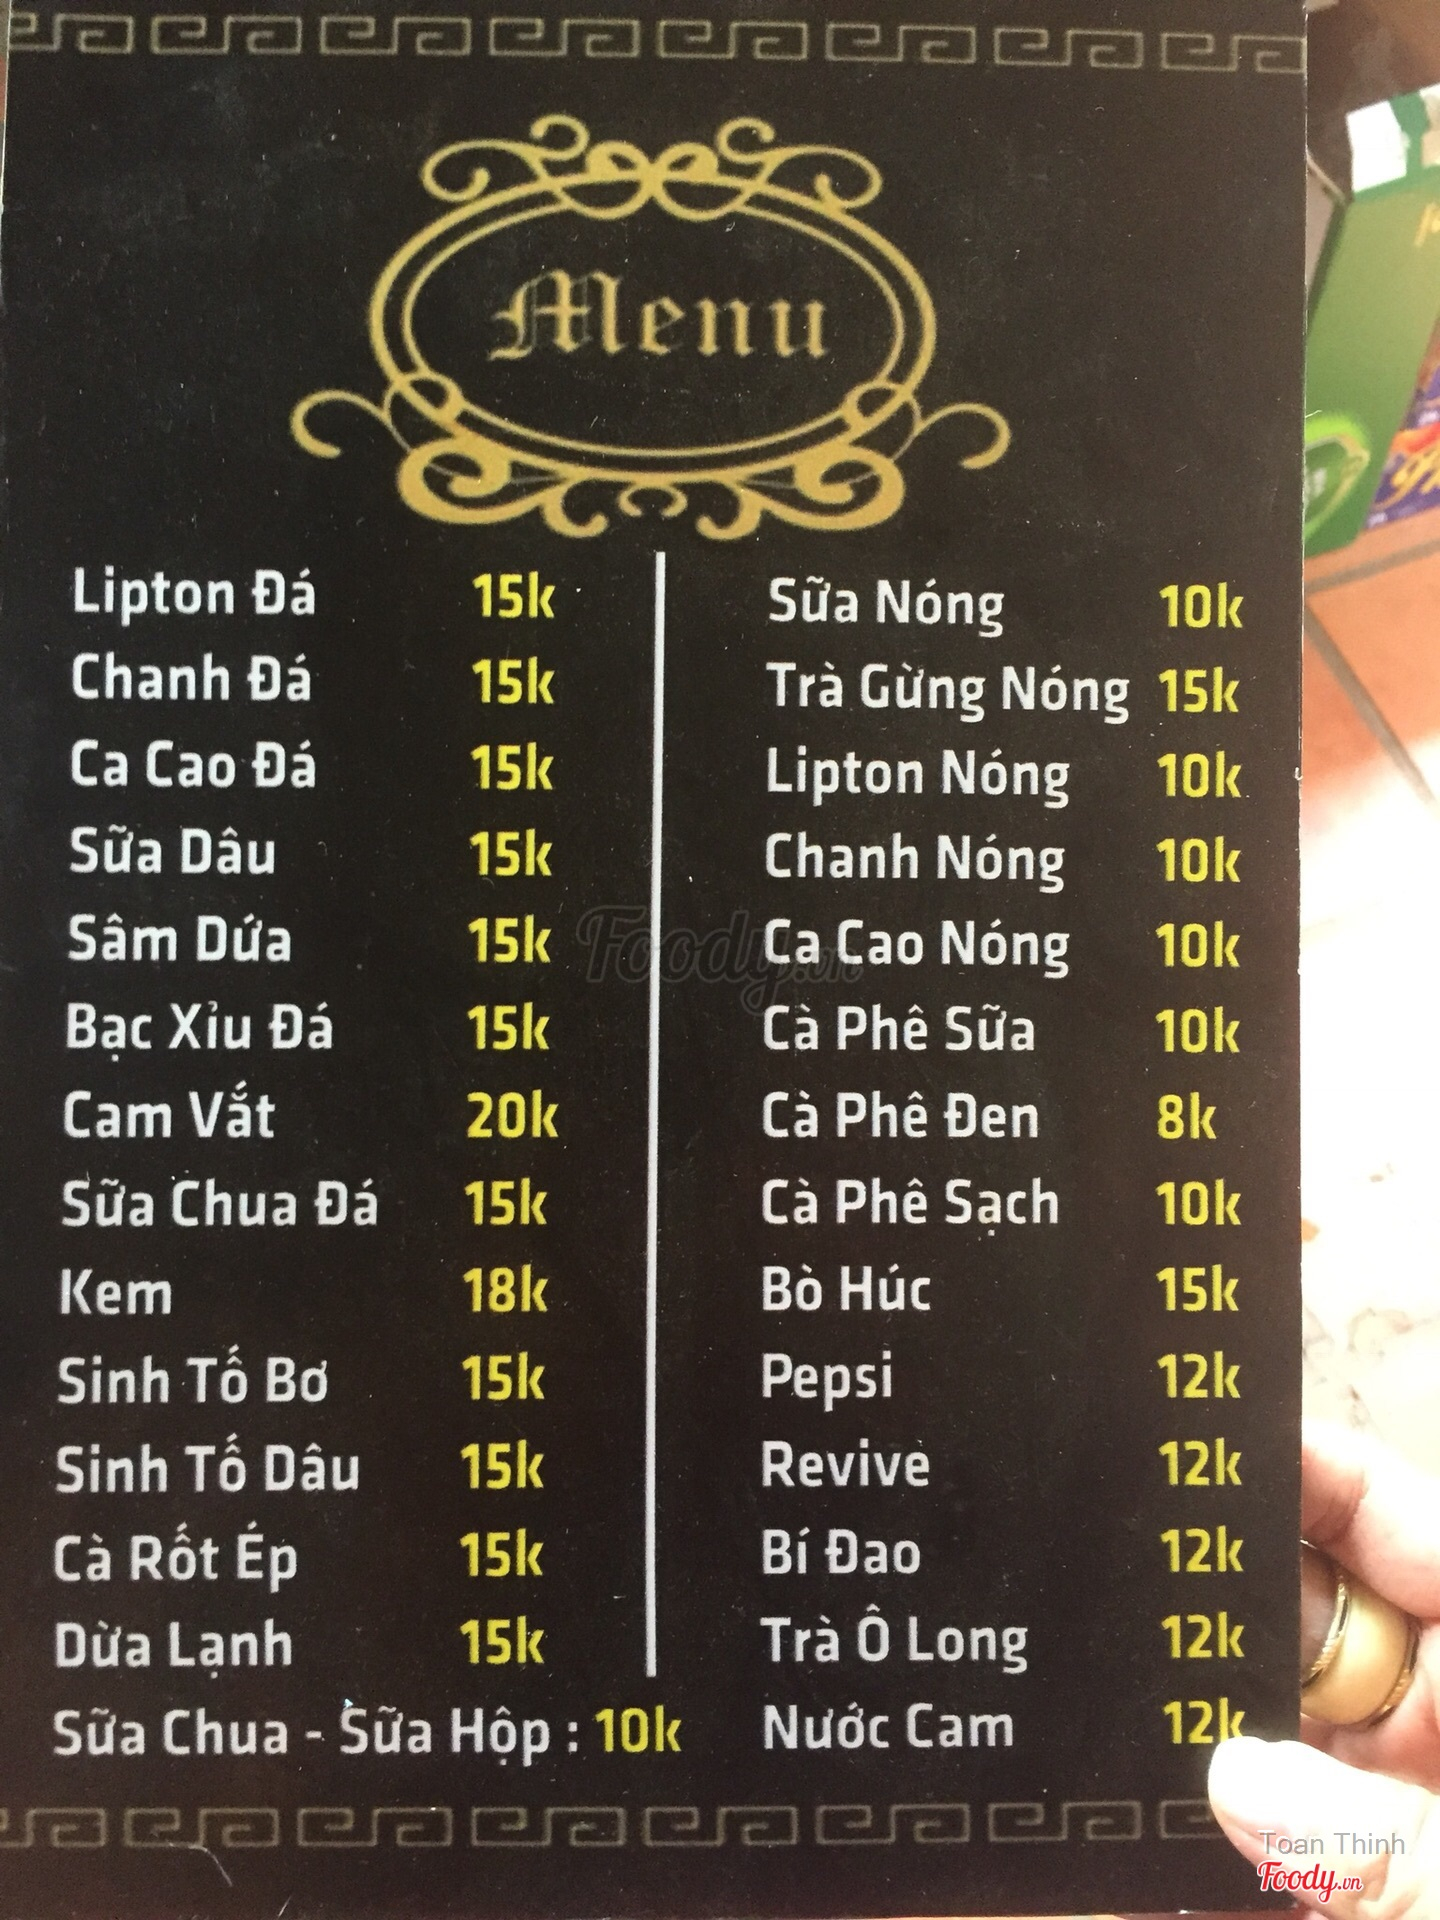 Menu
Lipton Đá 15k
Chanh Đá 15k
Ca Cao Đá 15k
Sữa Dâu 15k
Sâm Dứa 15k
Bạc Xỉu Đá 15k
Cam Vắt 20k
Sữa Chua Đá 15k
Kem 18k
Sinh Tố Bơ 15k
Sinh Tố Dâu 15k
Cà Rốt Ép 15k
Dừa Lạnh 15k
Sữa Chua - Sữa Hộp : 10k
Sữa Nóng 10k
Trà Gừng Nóng 15k
Lipton Nóng 10k
Chanh Nóng 10k
Ca Cao Nóng 10k
Cà Phê Sữa 10k
Cà Phê Đen 8k
Cà Phê Sạch 10k
Bò Húc 15k
Pepsi 12k
Revive 12k
Bí Đao 12k
Trà Ô Long 12k
Nước Cam 12k
Foody.vn
Toan Thinh
Foody.vn